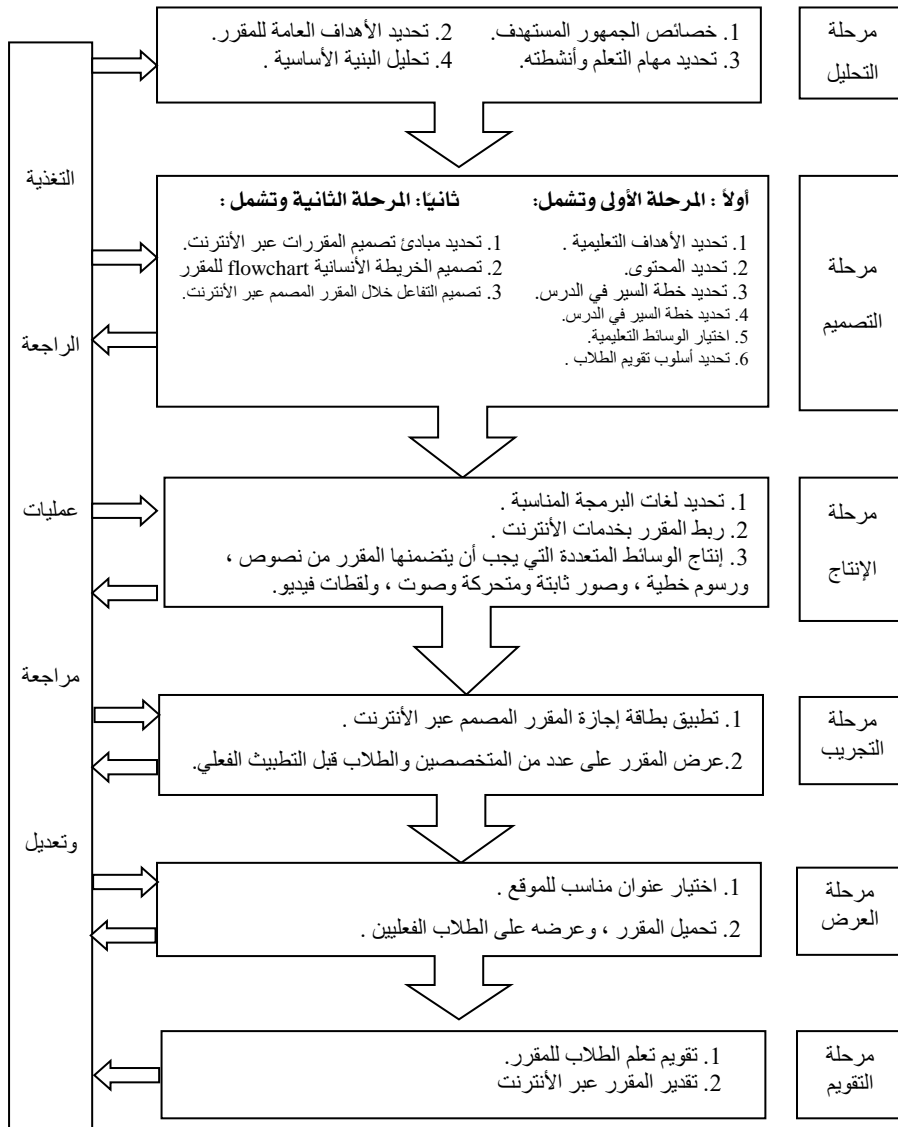 مرحلة
التحليل
1. خصائص الجمهور المستهدف.
2. تحديد الأهداف العامة للمقرر.
3. تحديد مهام التعلم وأنشطته.
4. تحليل البنية الأساسية .
مرحلة
التصميم
أولاً : المرحلة الأولى وتشمل:
1. تحديد الأهداف التعليمية .
2. تحديد المحتوى.
3. تحديد خطة السير في الدرس.
4. تحديد خطة السير في الدرس.
5. اختيار الوسائط التعليمية.
6. تحديد أسلوب تقويم الطلاب .
ثانيًا: المرحلة الثانية وتشمل :
1. تحديد مبادئ تصميم المقررات عبر الأنترنت.
2. تصميم الخريطة الأنسانية flowchart للمقرر
3. تصميم التفاعل خلال المقرر المصمم عبر الأنترنت.
مرحلة
الإنتاج
1. تحديد لغات البرمجة المناسبة .
2. ربط المقرر بخدمات الأنترنت .
3. إنتاج الوسائط المتعددة التي يجب أن يتضمنها المقرر من نصوص ،
ورسوم خطية ، وصور ثابتة ومتحركة وصوت ، ولقطات فيديو.
مرحلة
التجريب
1. تطبيق بطاقة إجازة المقرر المصمم عبر الأنترنت .
2.عرض المقرر على عدد من المتخصصين والطلاب قبل التطبيث الفعلي.
مرحلة
العرض
1. اختيار عنوان مناسب للموقع .
2. تحميل المقرر ، وعرضه على الطلاب الفعليين .
مرحلة
التقويم
1. تقويم تعلم الطلاب للمقرر.
2. تقدير المقرر عبر الأنترنت
التغذية
الراجعة
عمليات
مراجعة
وتعديل